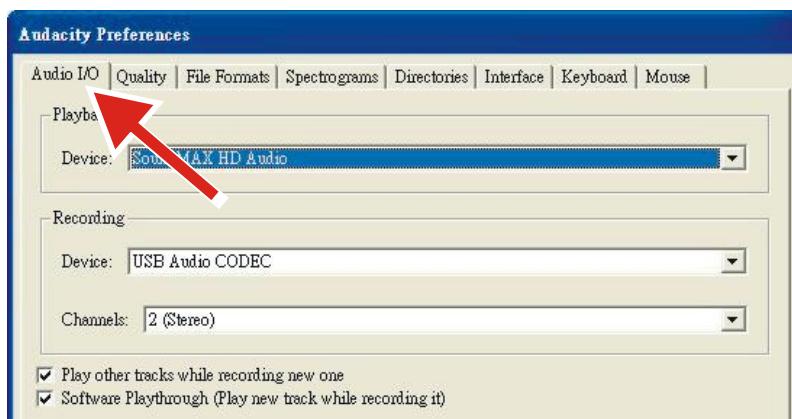 Audacity Preferences
Audio I/O Quality File Formats Spectrograms Directories Interface Keyboard Mouse
Device: MAX HD Audio
Recording
Device: USB Audio CODEC
Channels: 2 (Stereo)
Play other tracks while recording new one
Software Playthrough (Play new track while recording it)